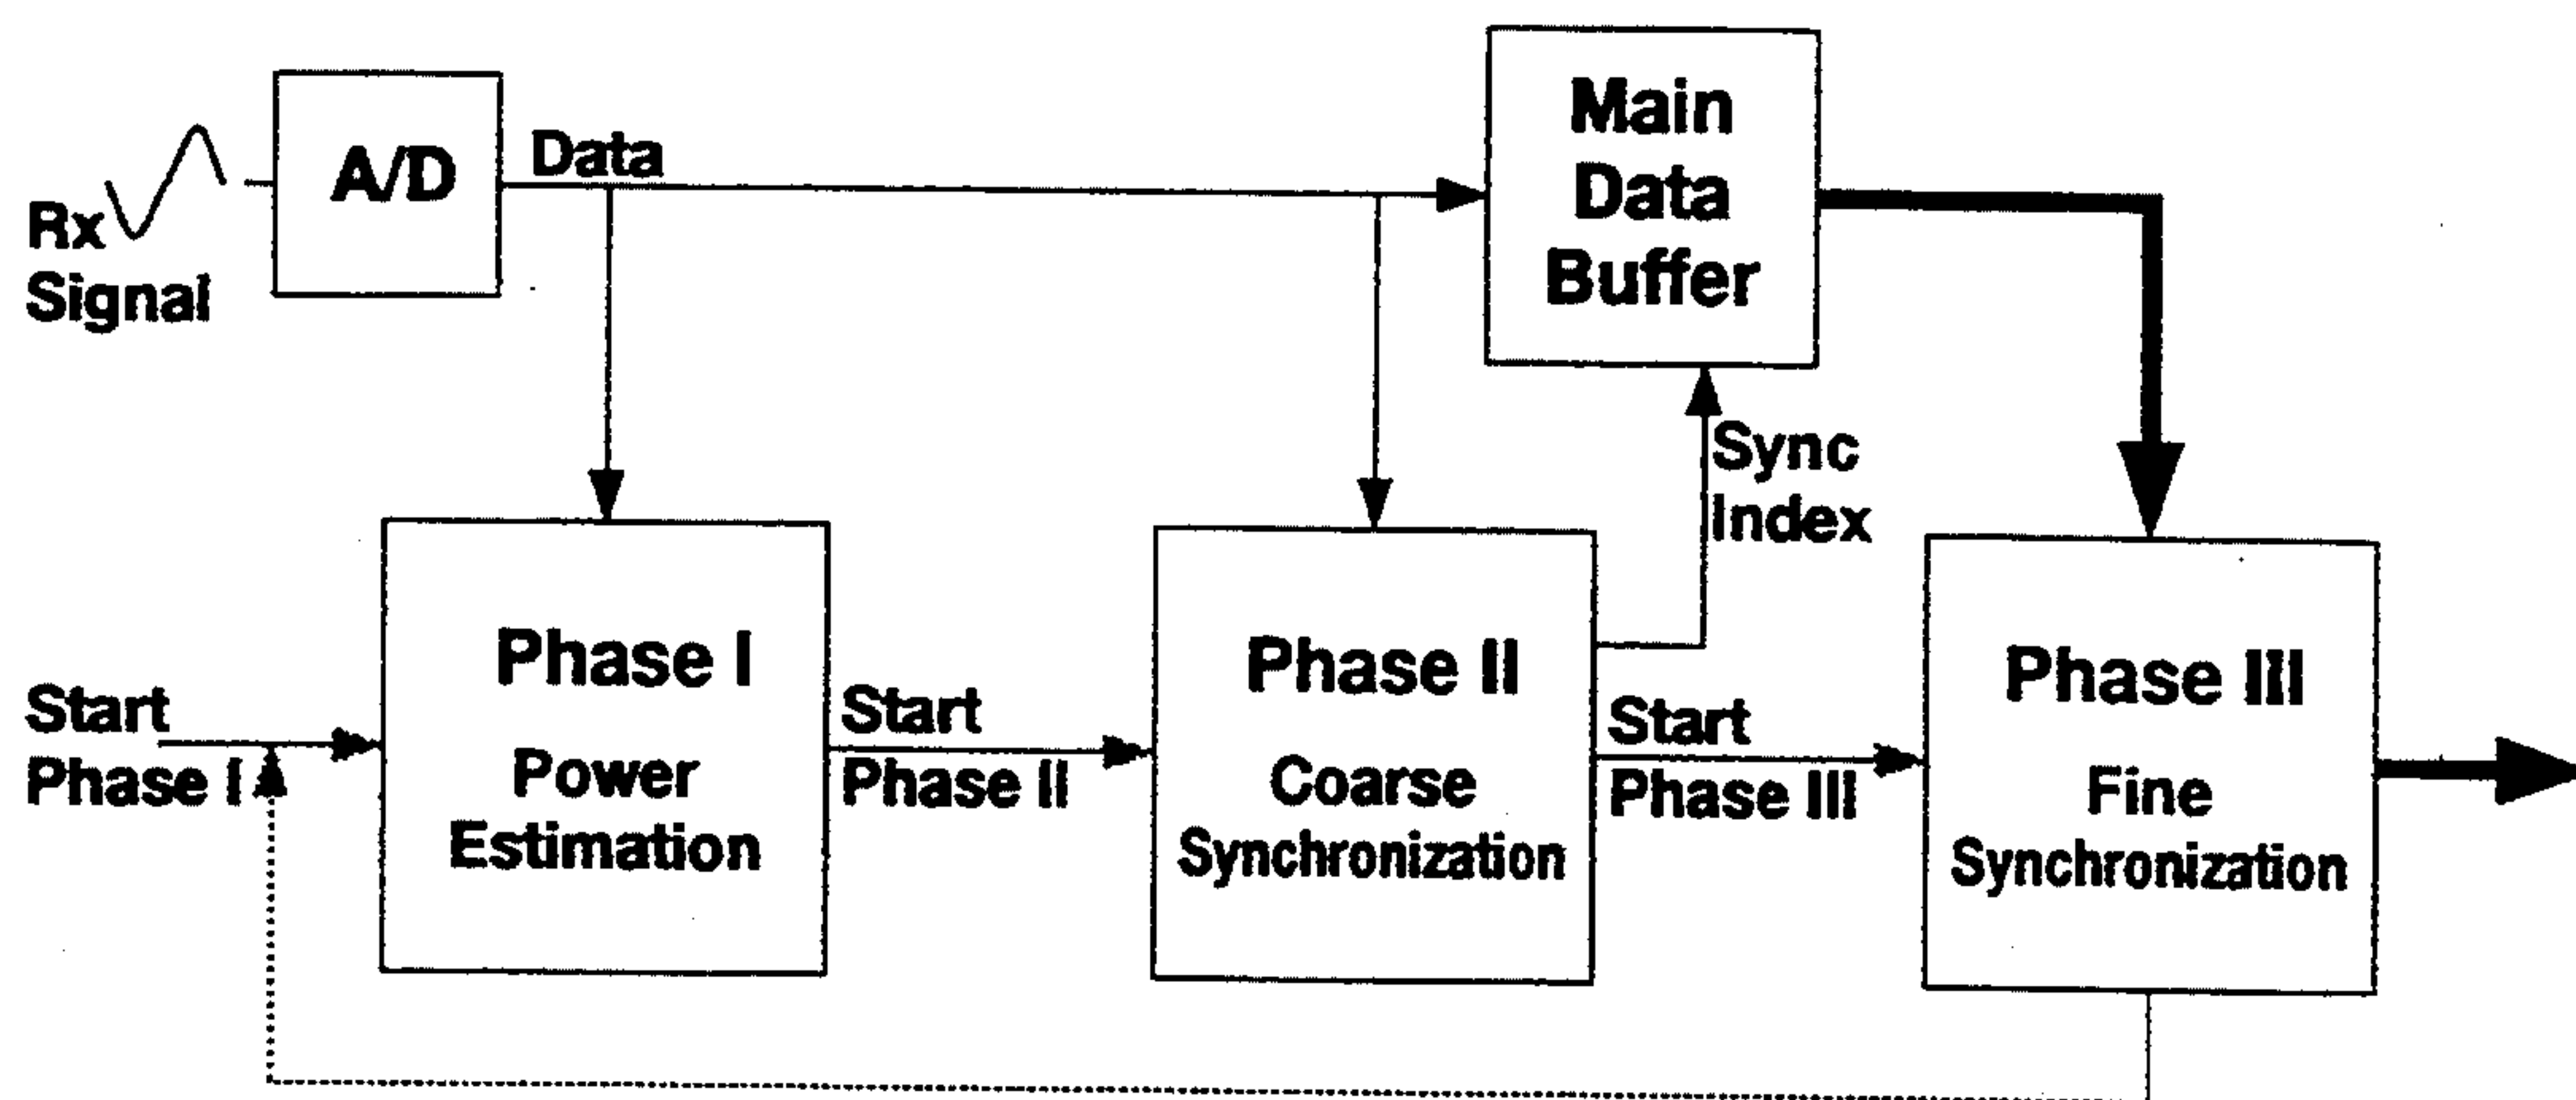 Rx
Signal
A/D
Data
Main
Data
Buffer
Sync
Index
Start
Phase I
Phase I
Power
Estimation
Start
Phase II
Phase II
Coarse
Synchronization
Start
Phase III
Phase III
Fine
Synchronization